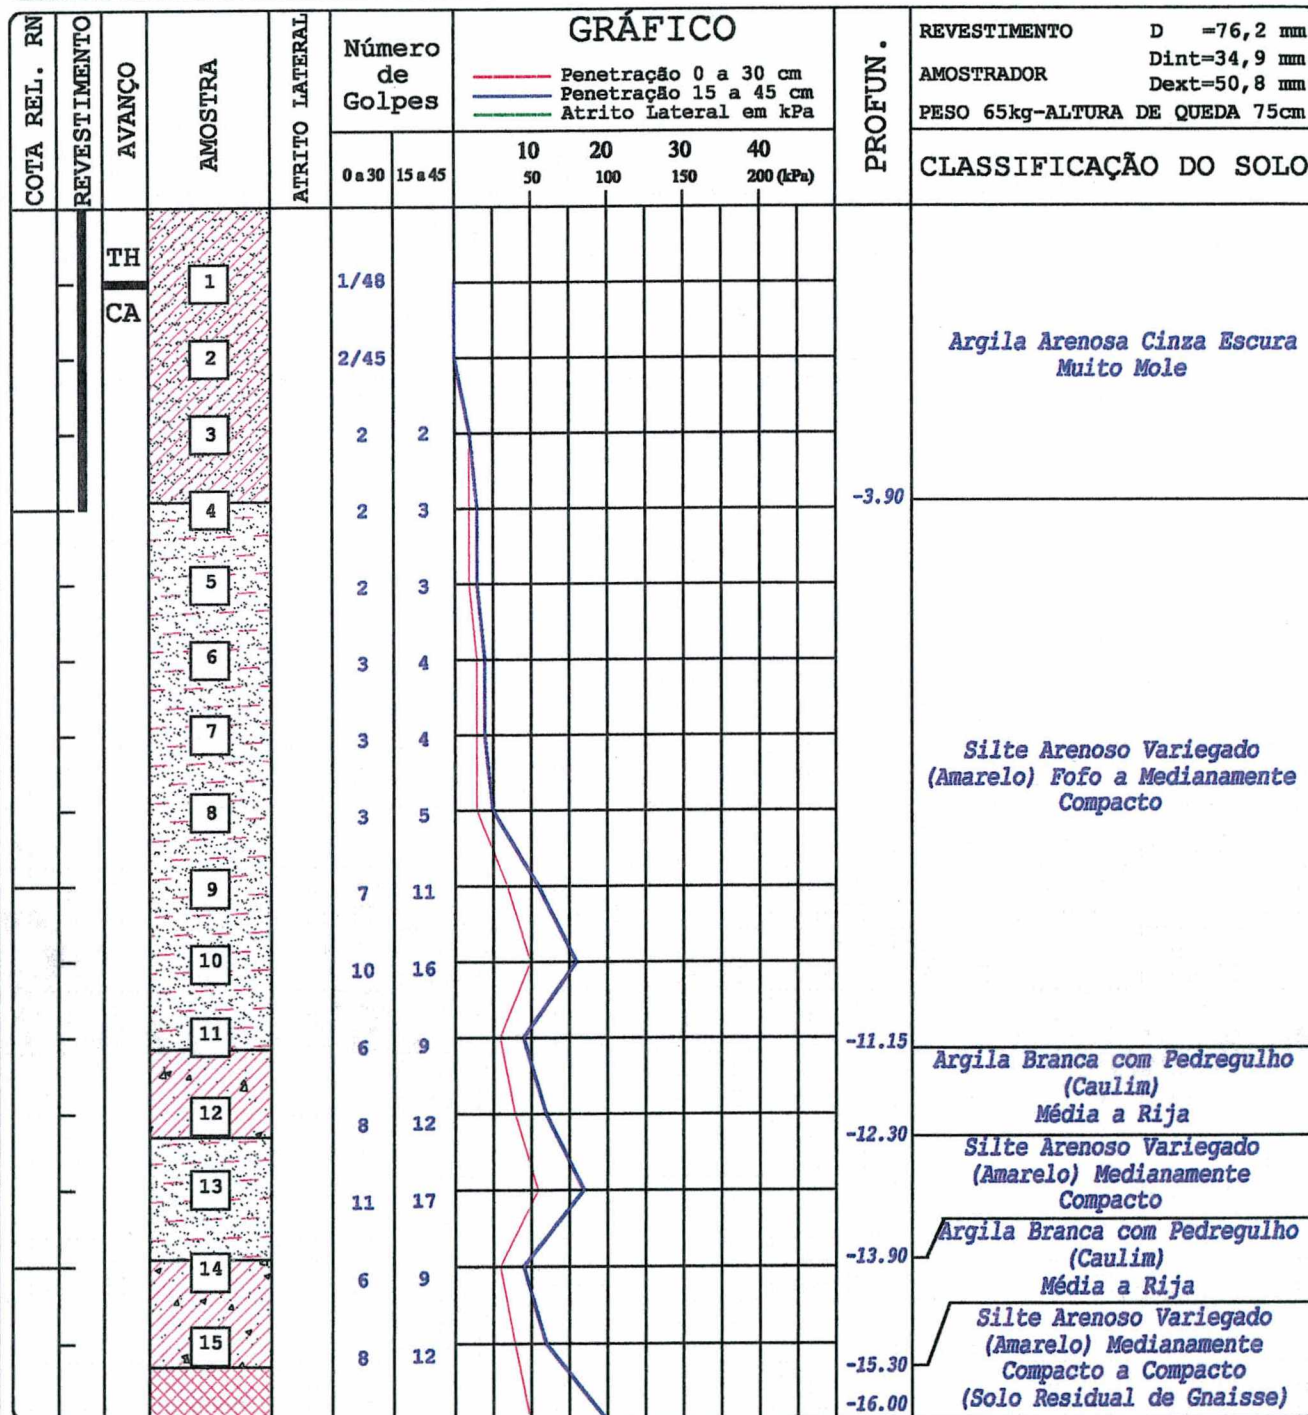 COTA REL. RN
REVESTIMENTO
AVANÇO
AMOSTRA
ATRITO LATERAL
Número
de
Golpes
0 a 30 15 a 45
GRÁFICO
Penetração 0 a 30 cm
Penetração 15 a 45 cm
Atrito Lateral em kPa
10 20 30 40
50 100 150 200 (kPa)
PROFUN.
REVESTIMENTO D =76,2 mm
Dint=34,9 mm
AMOSTRADOR
Dext=50,8 mm
PESO 65kg-ALTURA DE QUEDA 75cm
CLASSIFICAÇÃO DO SOLO
TH
1 1/48
CA
Argila Arenosa Cinza Escura
2 2/45
Muito Mole
3 2 2
-3.90
4 2 3
5 2 3
6 3 4
7 3 4
Silte Arenoso Variegado
(Amarelo) Fofo a Medianamente
Compacto
8 3 5
9 7 11
10 10 16
11 6 9
-11.15
Argila Branca com Pedregulho
(Caulim)
Média a Rija
12 8 12
-12.30
Silte Arenoso Variegado
(Amarelo) Medianamente
Compacto
13 11 17
Argila Branca com Pedregulho
-13.90
(Caulim)
Média a Rija
14 6 9
Silte Arenoso Variegado
(Amarelo) Medianamente
15 8 12
-15.30
Compacto a Compacto
(Solo Residual de Gnaisse)
-16.00